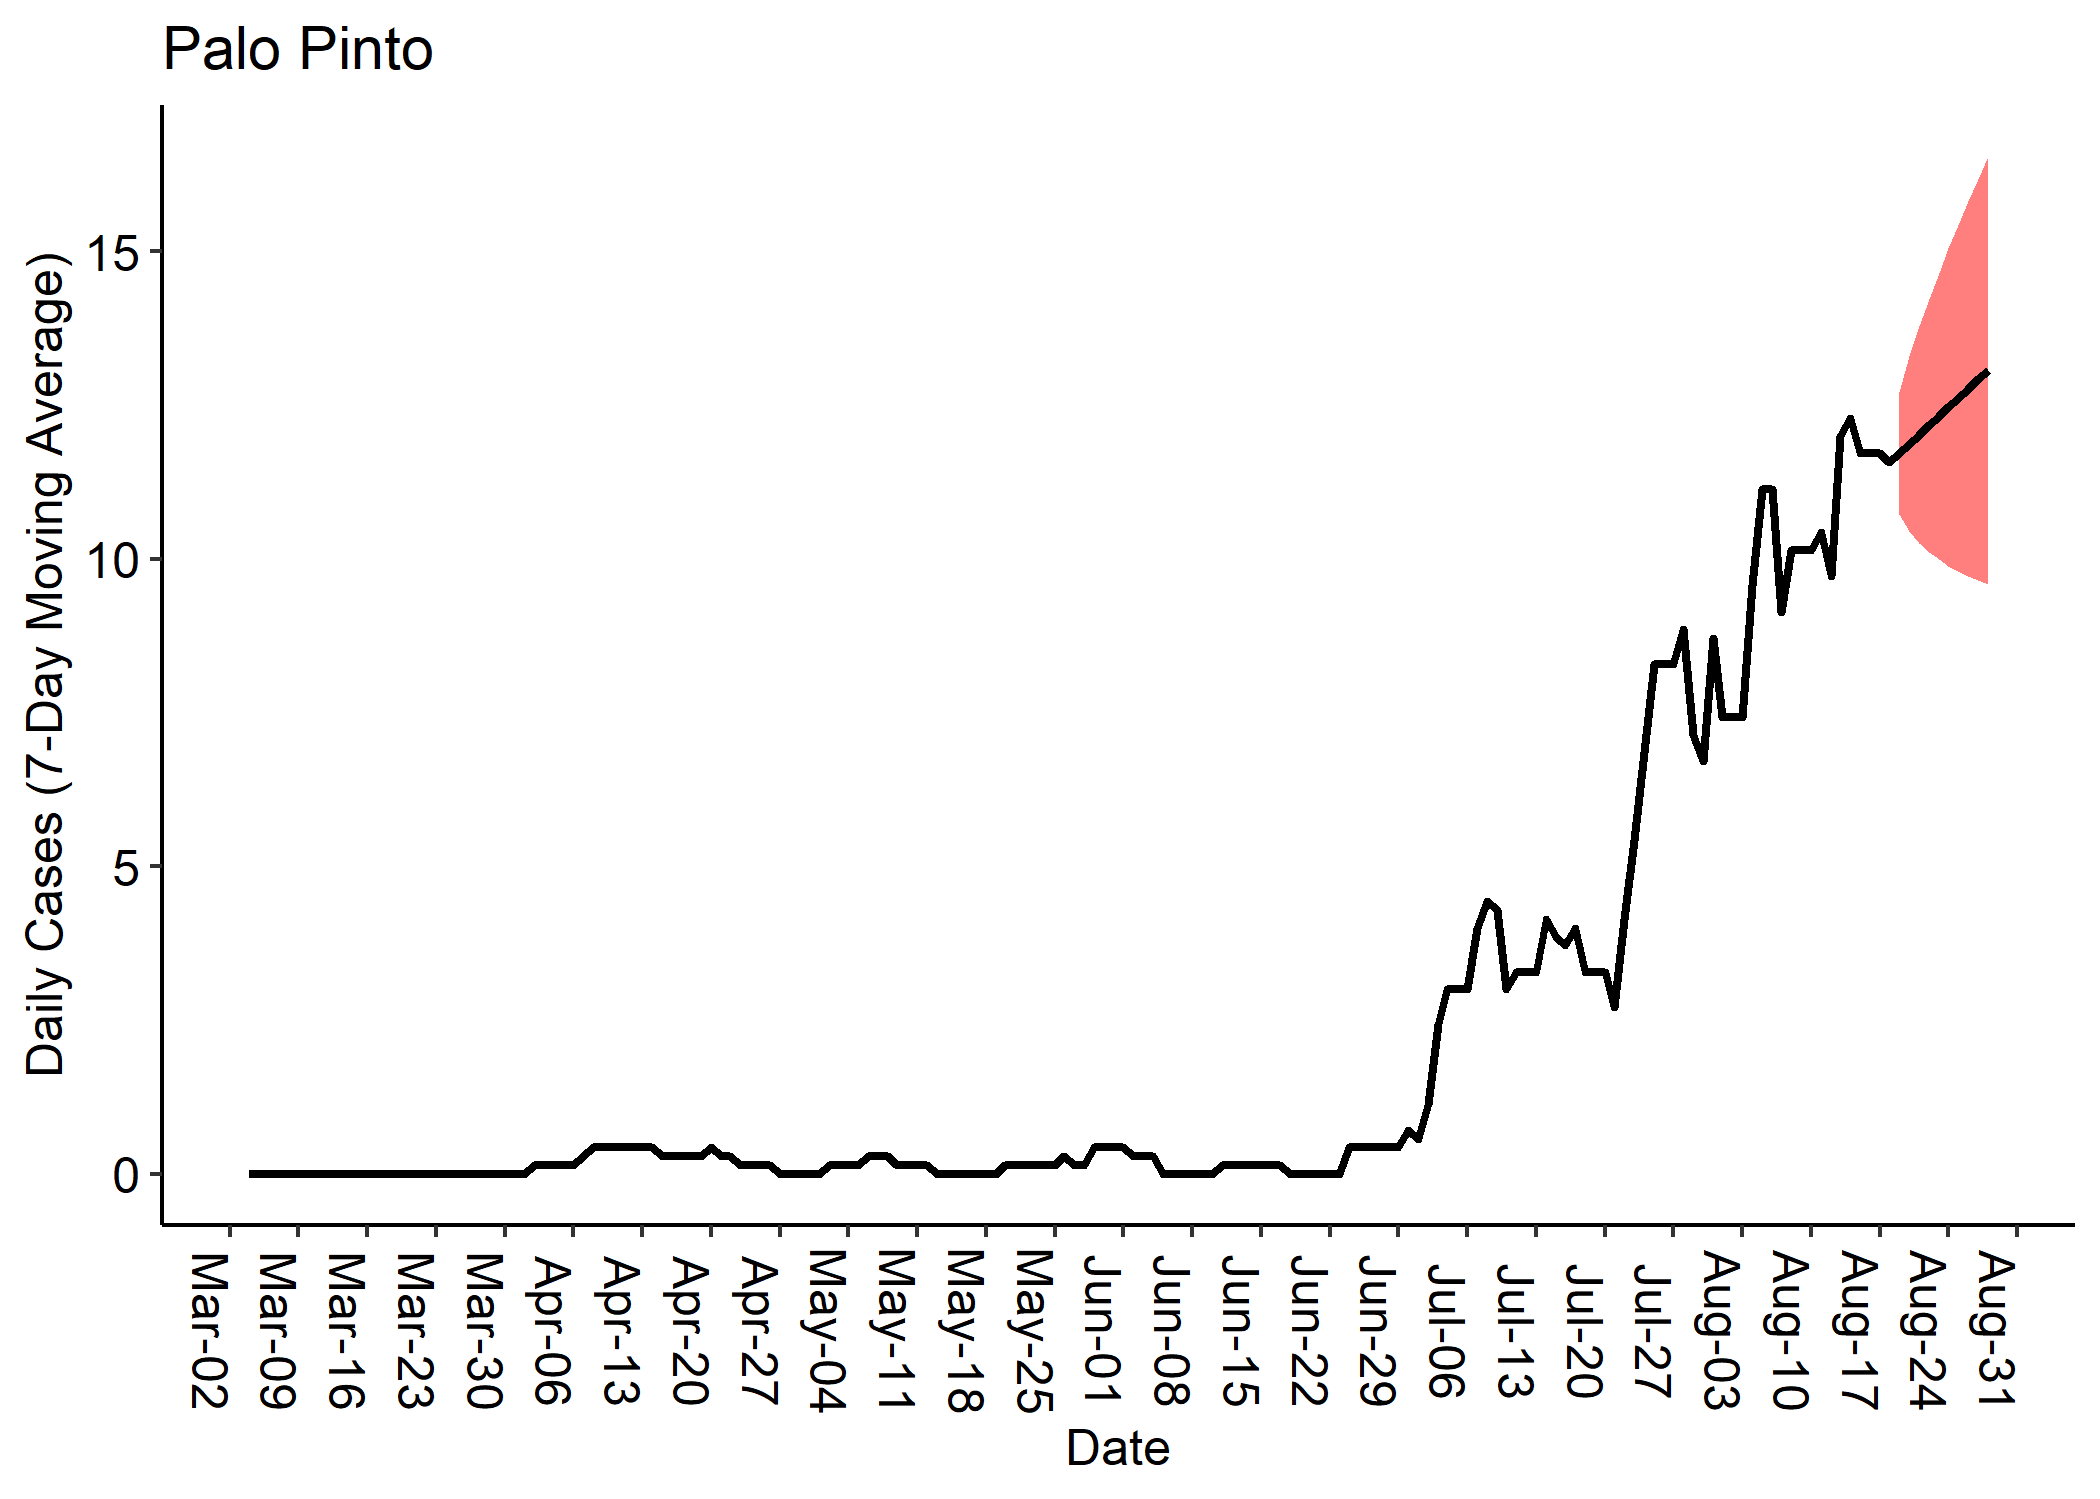 Palo Pinto
Daily Cases (7-Day Moving Average)
15
10
5
0
Mar-02
Mar-09
Mar-16
Mar-23
Mar-30
Apr-06
Apr-13
Apr-20
Apr-27
May-04
May-11
May-18
May-25
Jun-01
Jun-08
Jun-15
Jun-22
Jun-29
Jul-06
Jul-13
Jul-20
Jul-27
Aug-03
Aug-10
Aug-17
Aug-24
Aug-31
Date